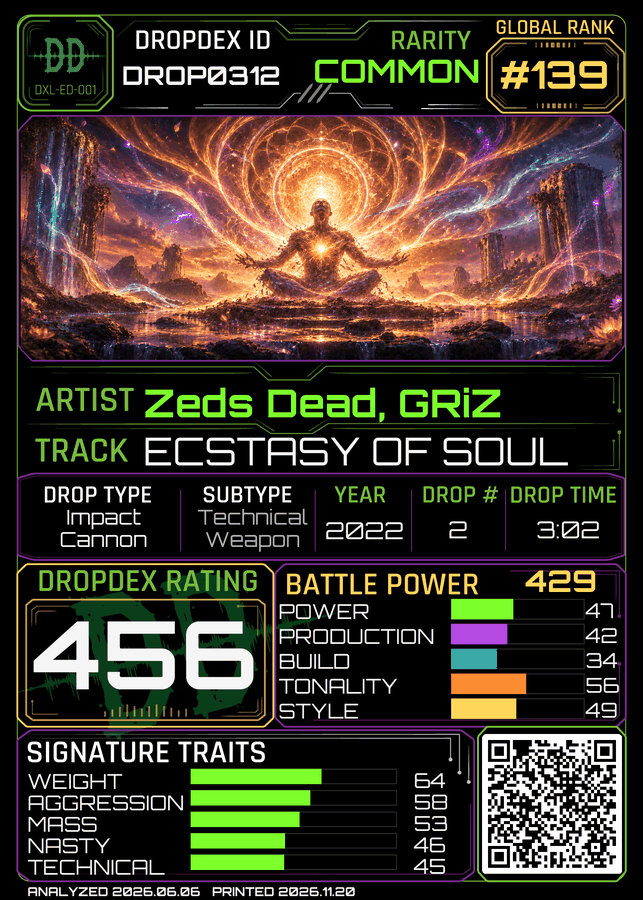 DD
DXL-ED-001
DROPDEX ID
DROP0312
RARITY
COMMON
GLOBAL RANK
#139
ARTIST Zeds Dead, GRiZ
TRACK ECSTASY OF SOUL
DROP TYPE
Impact
Cannon
SUBTYPE
Technical
Weapon
YEAR
2022
DROP #
2
DROP TIME
3:02
DROPDEX RATING
456
BATTLE POWER 429
POWER 47
PRODUCTION 42
BUILD 34
TONALITY 56
STYLE 49
SIGNATURE TRAITS
WEIGHT 64
AGGRESSION 58
MASS 53
NASTY 46
TECHNICAL 45
ANALYZED 2026.06.06 PRINTED 2026.11.20